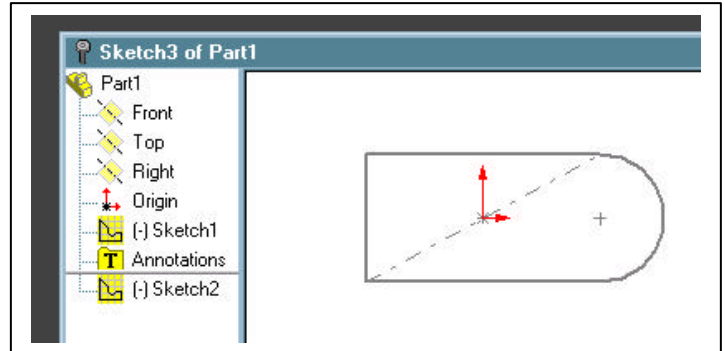 Sketch3 of Part1
Part1
Front
Top
Right
Origin
(-) Sketch1
T Annotations
(-) Sketch2